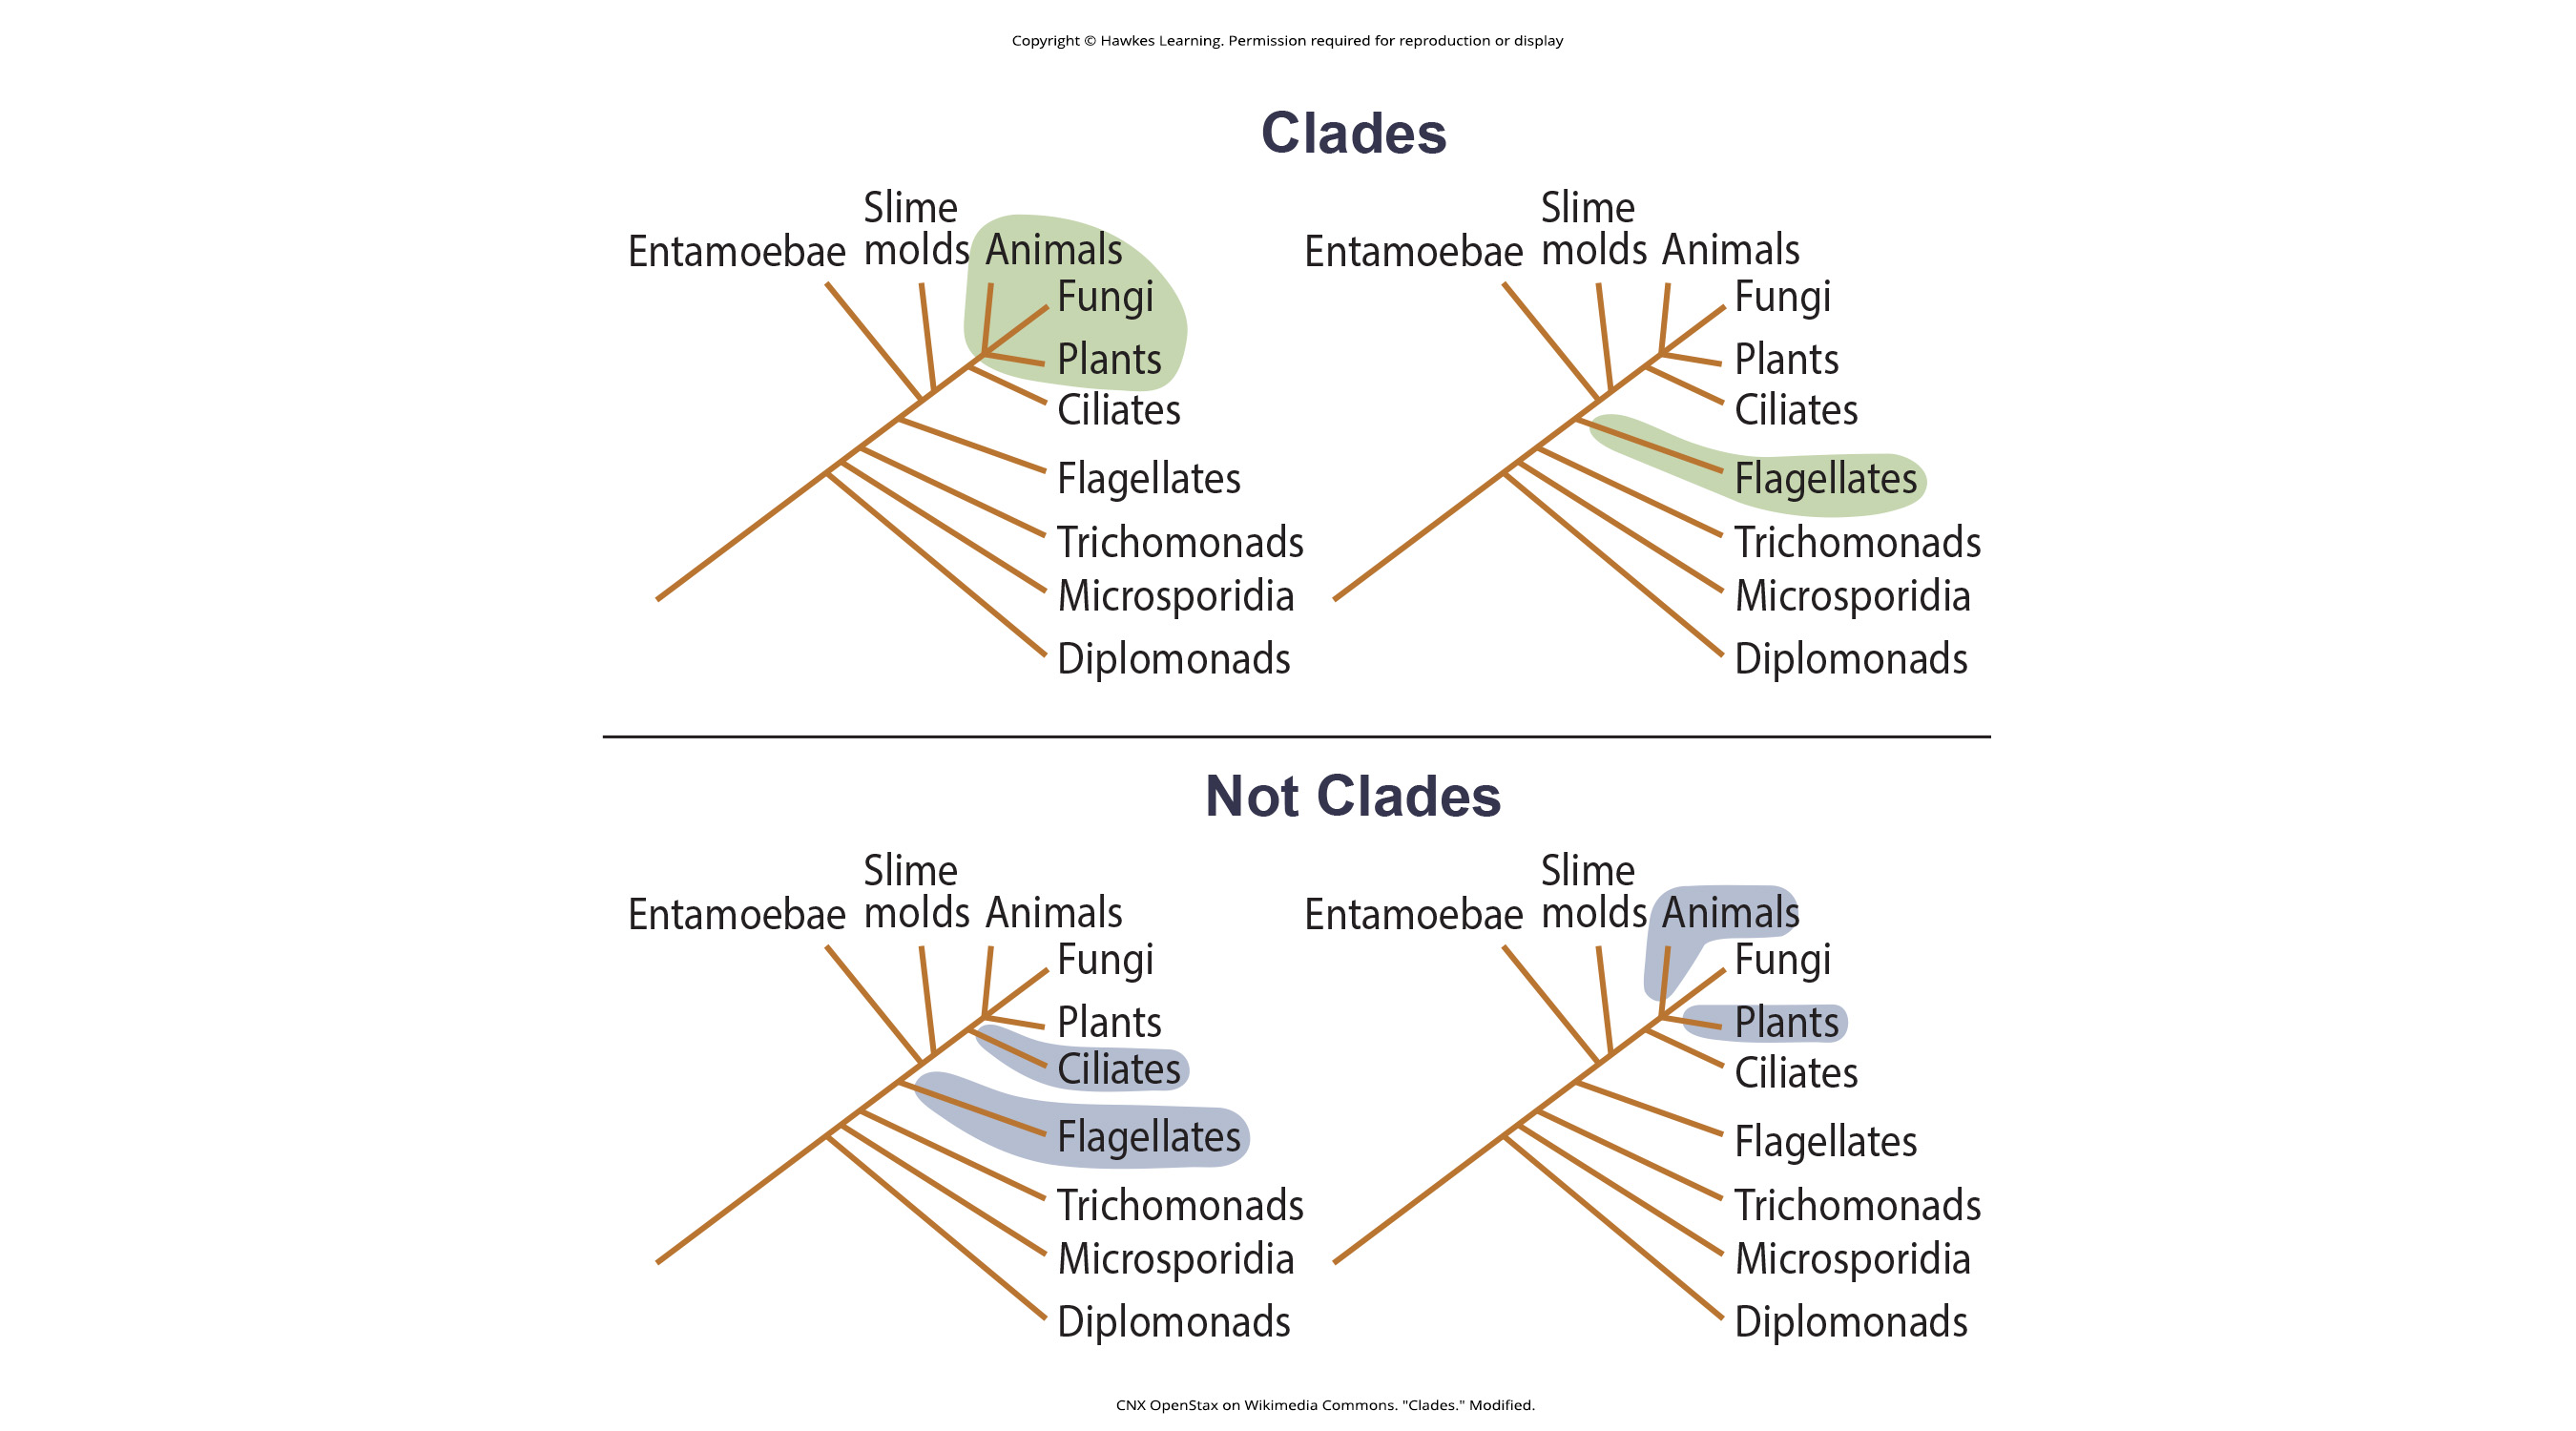 Copyright © Hawkes Learning. Permission required for reproduction or display
Clades
Slime
Entamoebae molds Animals
Fungi
Plants
Ciliates
Flagellates
Trichomonads
Microsporidia
Diplomonads
Slime
Entamoebae molds Animals
Fungi
Plants
Ciliates
Flagellates
Trichomonads
Microsporidia
Diplomonads
Not Clades
Slime
Entamoebae molds Animals
Fungi
Plants
Ciliates
Flagellates
Trichomonads
Microsporidia
Diplomonads
Slime
Entamoebae molds Animals
Fungi
Plants
Ciliates
Flagellates
Trichomonads
Microsporidia
Diplomonads
CNX OpenStax on Wikimedia Commons. "Clades." Modified.